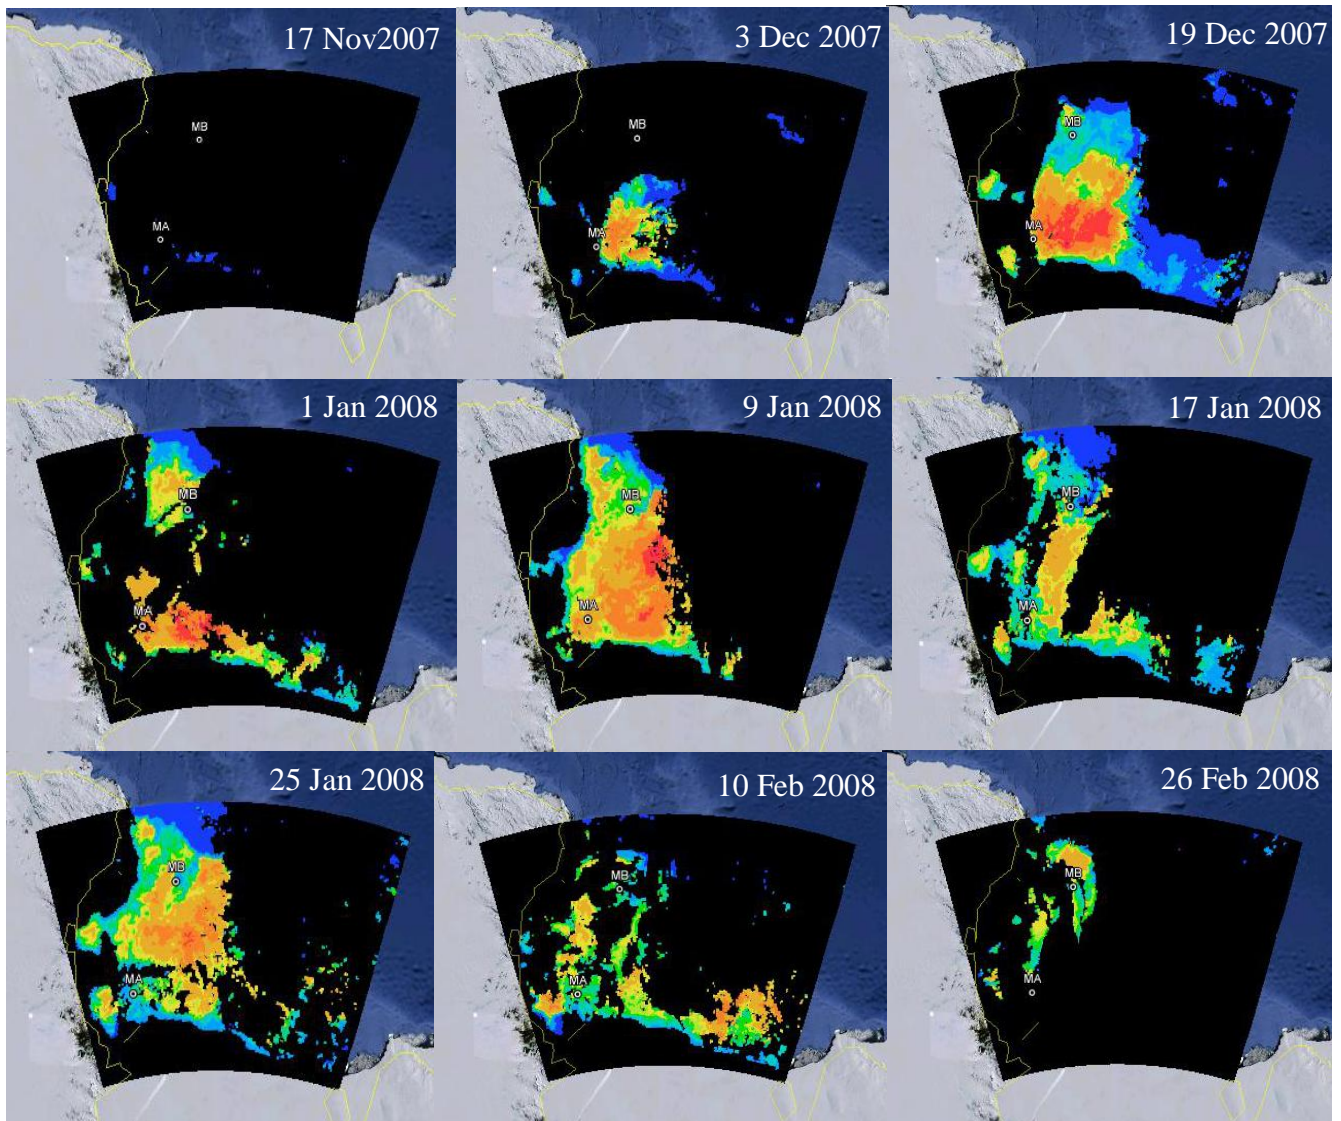 17 Nov2007
MB
MA
3 Dec 2007
MB
MA
19 Dec 2007
MB
MA
1 Jan 2008
MB
MA
9 Jan 2008
MB
MA
17 Jan 2008
MB
MA
25 Jan 2008
MB
MA
10 Feb 2008
MB
MA
26 Feb 2008
MB
MA